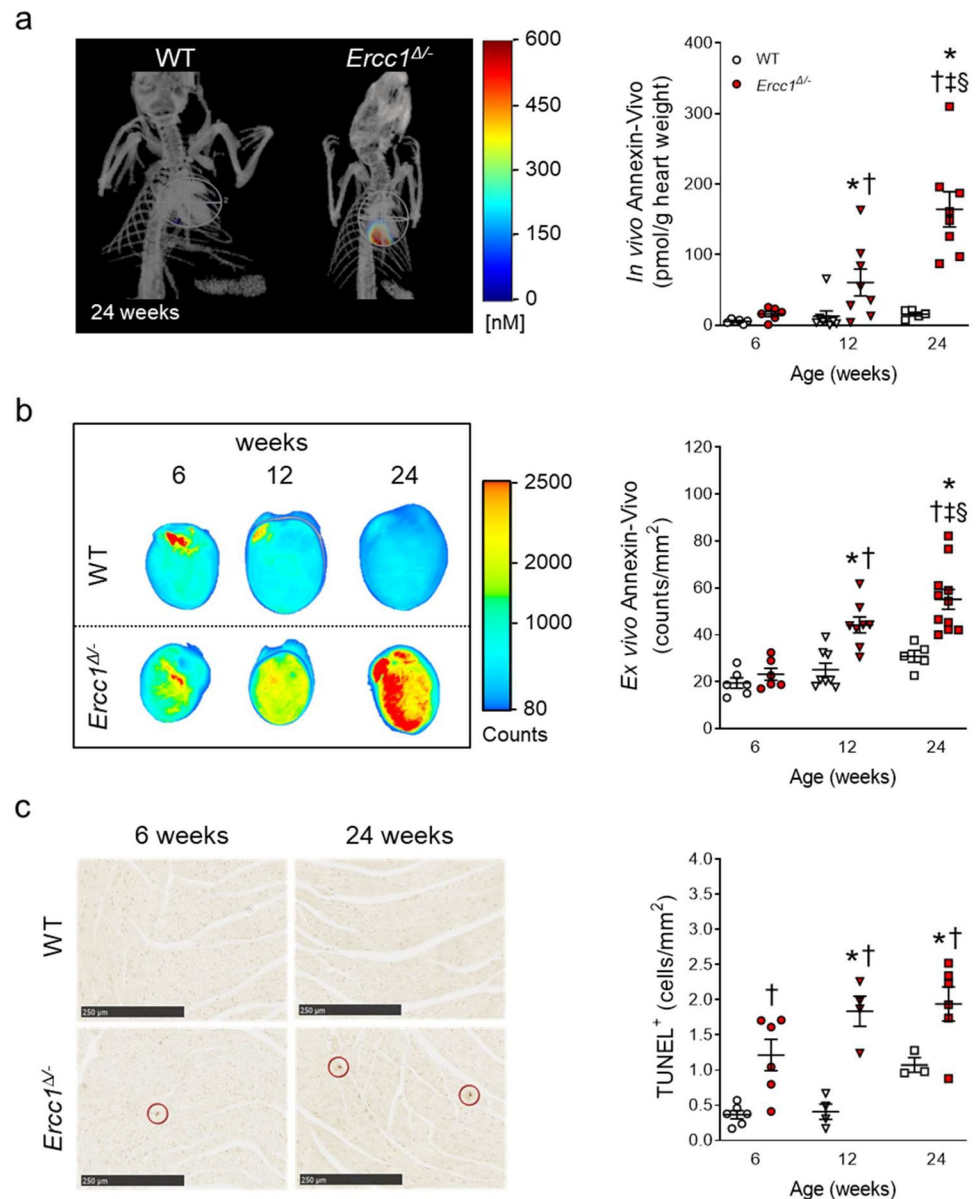 a
WT
Ercc1Δ/-
2
24 weeks
600
450
300
150
0
[nM]
In vivo Annexin-Vivo
(pmol/g heart weight)
400
300
200
100
0
WT
Ercc1Δ/-
*†
*
†‡§
6 12 24
Age (weeks)
b
weeks
6 12 24
WT
Ercc1Δ/-
2500
2000
1000
80
Counts
Ex vivo Annexin-Vivo
(counts/mm²)
120
100
80
60
40
20
0
*†
*
†‡§
6 12 24
Age (weeks)
c
6 weeks 24 weeks
WT
250 µm 250 µm
Ercc1Δ/-
250 µm 250 µm
TUNEL⁺ (cells/mm²)
4.0
3.5
3.0
2.5
2.0
1.5
1.0
0.5
0.0
†
*†
*†
6 12 24
Age (weeks)